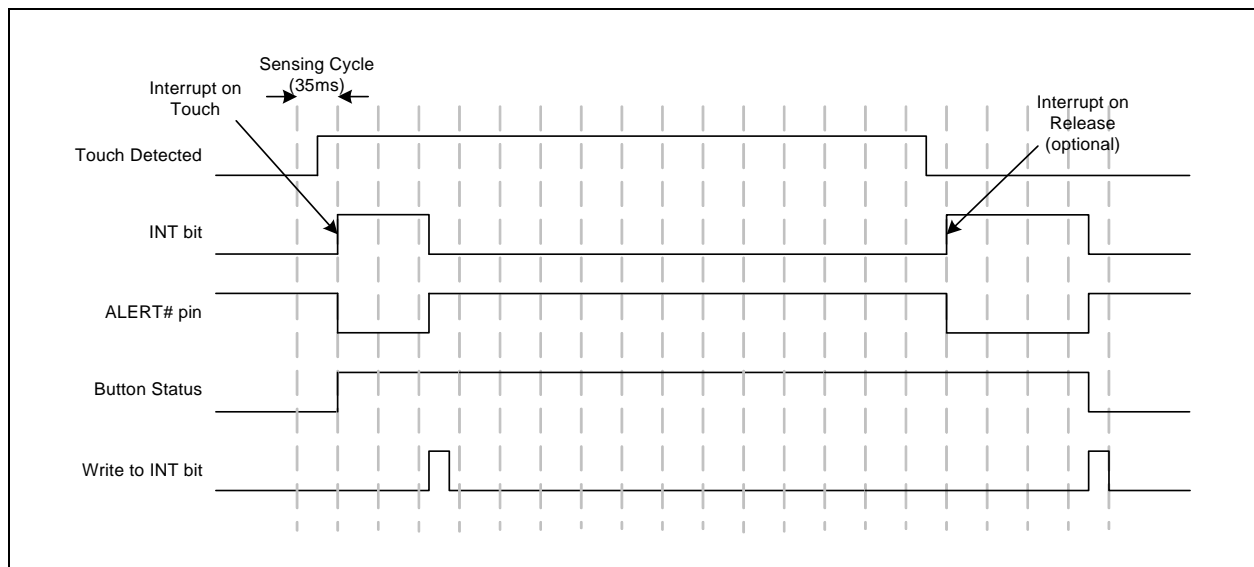 Sensing Cycle
(35ms)
Interrupt on
Touch
Interrupt on
Release
(optional)
Touch Detected
INT bit
ALERT# pin
Button Status
Write to INT bit